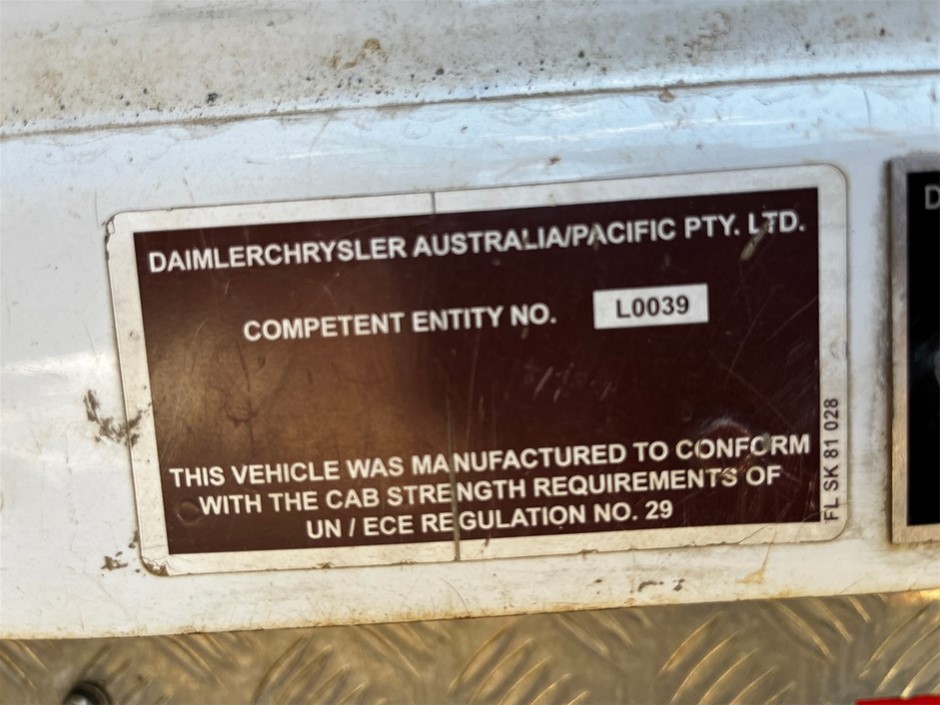 DAIMLERCHRYSLER AUSTRALIA/PACIFIC PTY. LTD.
COMPETENT ENTITY NO. L0039
THIS VEHICLE WAS MANUFACTURED TO CONFORM
WITH THE CAB STRENGTH REQUIREMENTS OF
UN / ECE REGULATION NO. 29
FL SK 81 028
D